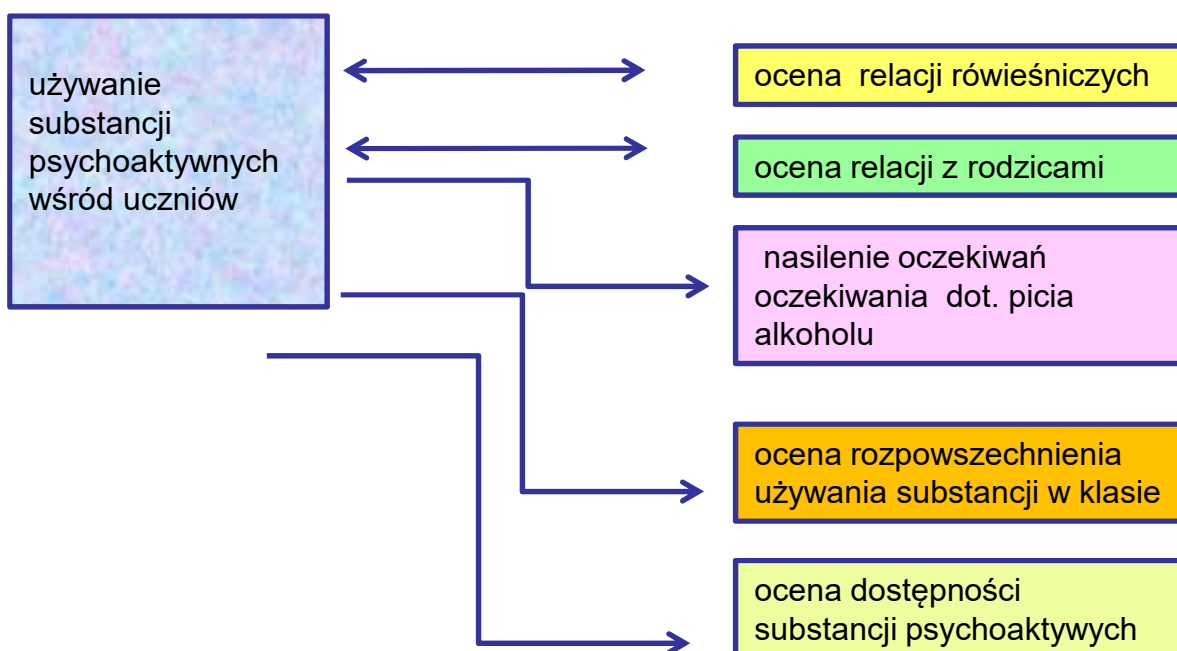 używanie
substancji
psychoaktywnych
wśród uczniów
ocena relacji rówieśniczych
ocena relacji z rodzicami
nasilenie oczekiwań
oczekiwania dot. picia
alkoholu
ocena rozpowszechnienia
używania substancji w klasie
ocena dostępności
substancji psychoaktywych